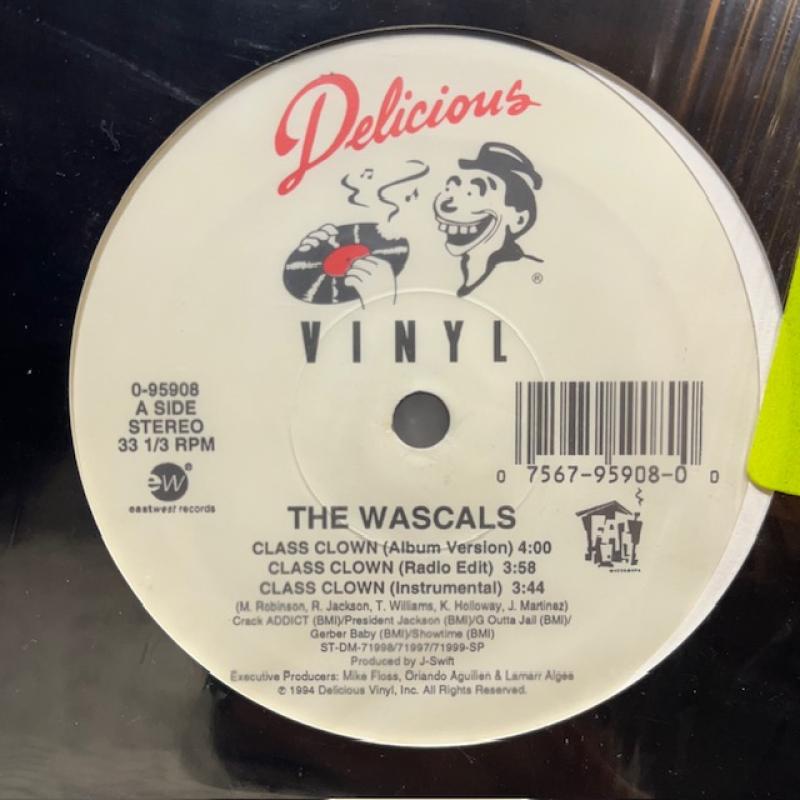 Delicious
VINYL
®
0-95908
A SIDE
STEREO
33 1/3 RPM
ew®
eastwest records
0 7567-95908-0 0
THE WASCALS
CLASS CLOWN (Album Version) 4:00
CLASS CLOWN (Radio Edit) 3:58
CLASS CLOWN (Instrumental) 3:44
(M. Robinson, R. Jackson, T. Williams, K. Holloway, J. Martinaz)
Crack ADDICT (BMI)/President Jackson (BMI)/G Outta Jail (BMI)/
Gerber Baby (BMI)/Showtime (BMI)
ST-DM-71998/71997/71999-SP
Produced by J-Swift
Executive Producers: Mike Floss, Orlando Aguillen & Lamarr Algee
℗ 1994 Delicious Vinyl, Inc. All Rights Reserved.